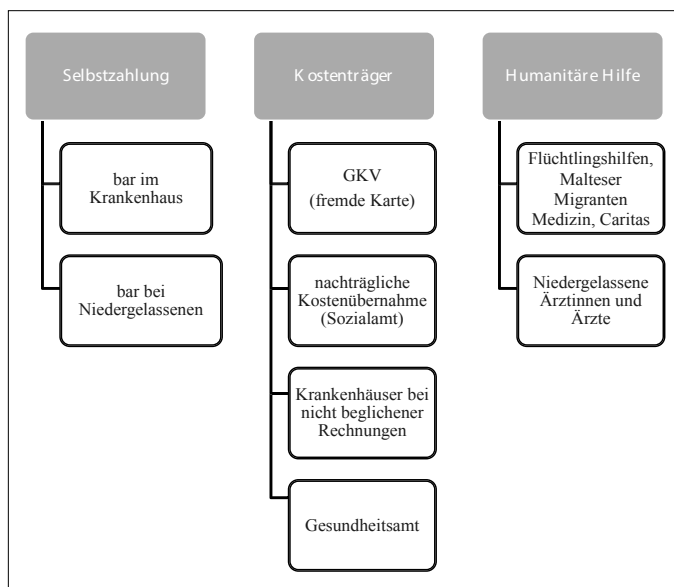 Selbstzahlung
bar im
Krankenhaus
bar bei
Niedergelassenen
Kostenträger
GKV
(fremde Karte)
nachträgliche
Kostenübernahme
(Sozialamt)
Krankenhäuser bei
nicht beglichener
Rechnungen
Gesundheitsamt
Humanitäre Hilfe
Flüchtlingshilfen,
Malteser
Migranten
Medizin, Caritas
Niedergelassene
Ärztinnen und
Ärzte